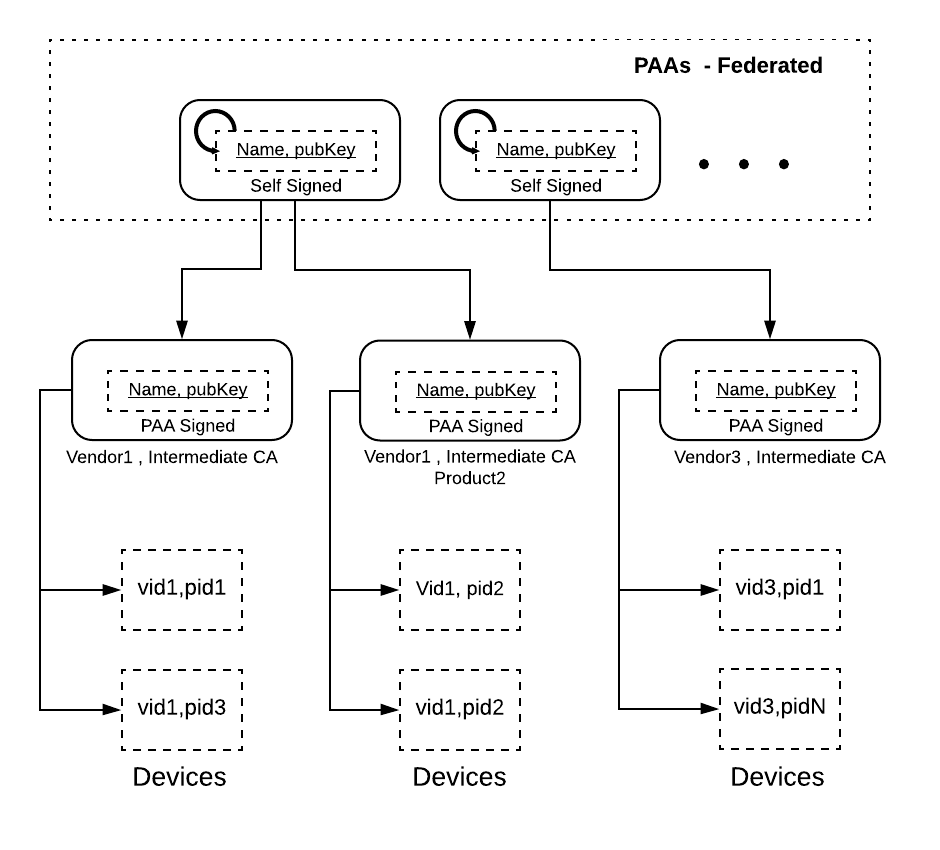 PAAs - Federated
Name, pubKey
Self Signed
Name, pubKey
Self Signed
Name, pubKey
PAA Signed
Vendor1 , Intermediate CA
Name, pubKey
PAA Signed
Vendor1 , Intermediate CA
Product2
Name, pubKey
PAA Signed
Vendor3 , Intermediate CA
vid1,pid1
Vid1, pid2
vid3,pid1
vid1,pid3
vid1,pid2
vid3,pidN
Devices
Devices
Devices